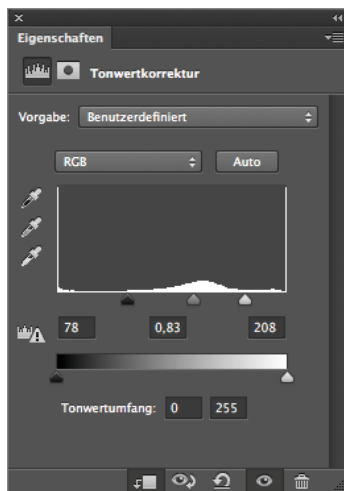 Eigenschaften
Tonwertkorrektur
Vorgabe: Benutzerdefiniert
RGB Auto
78 0,83 208
Tonwertumfang: 0 255